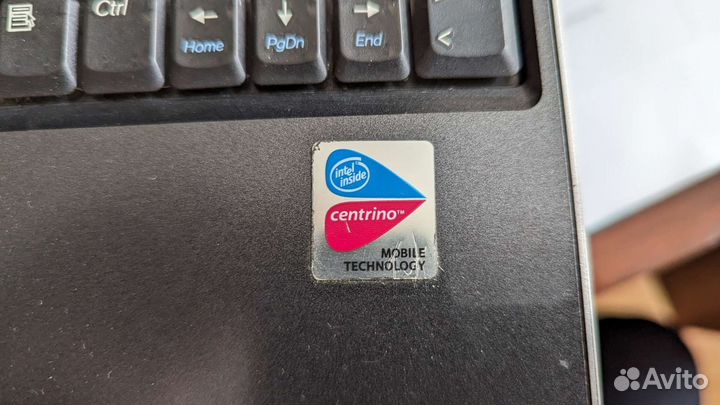 Ctrl
Home
PgDn
End
<
intel
inside
centrino™
MOBILE
TECHNOLOGY
Avito